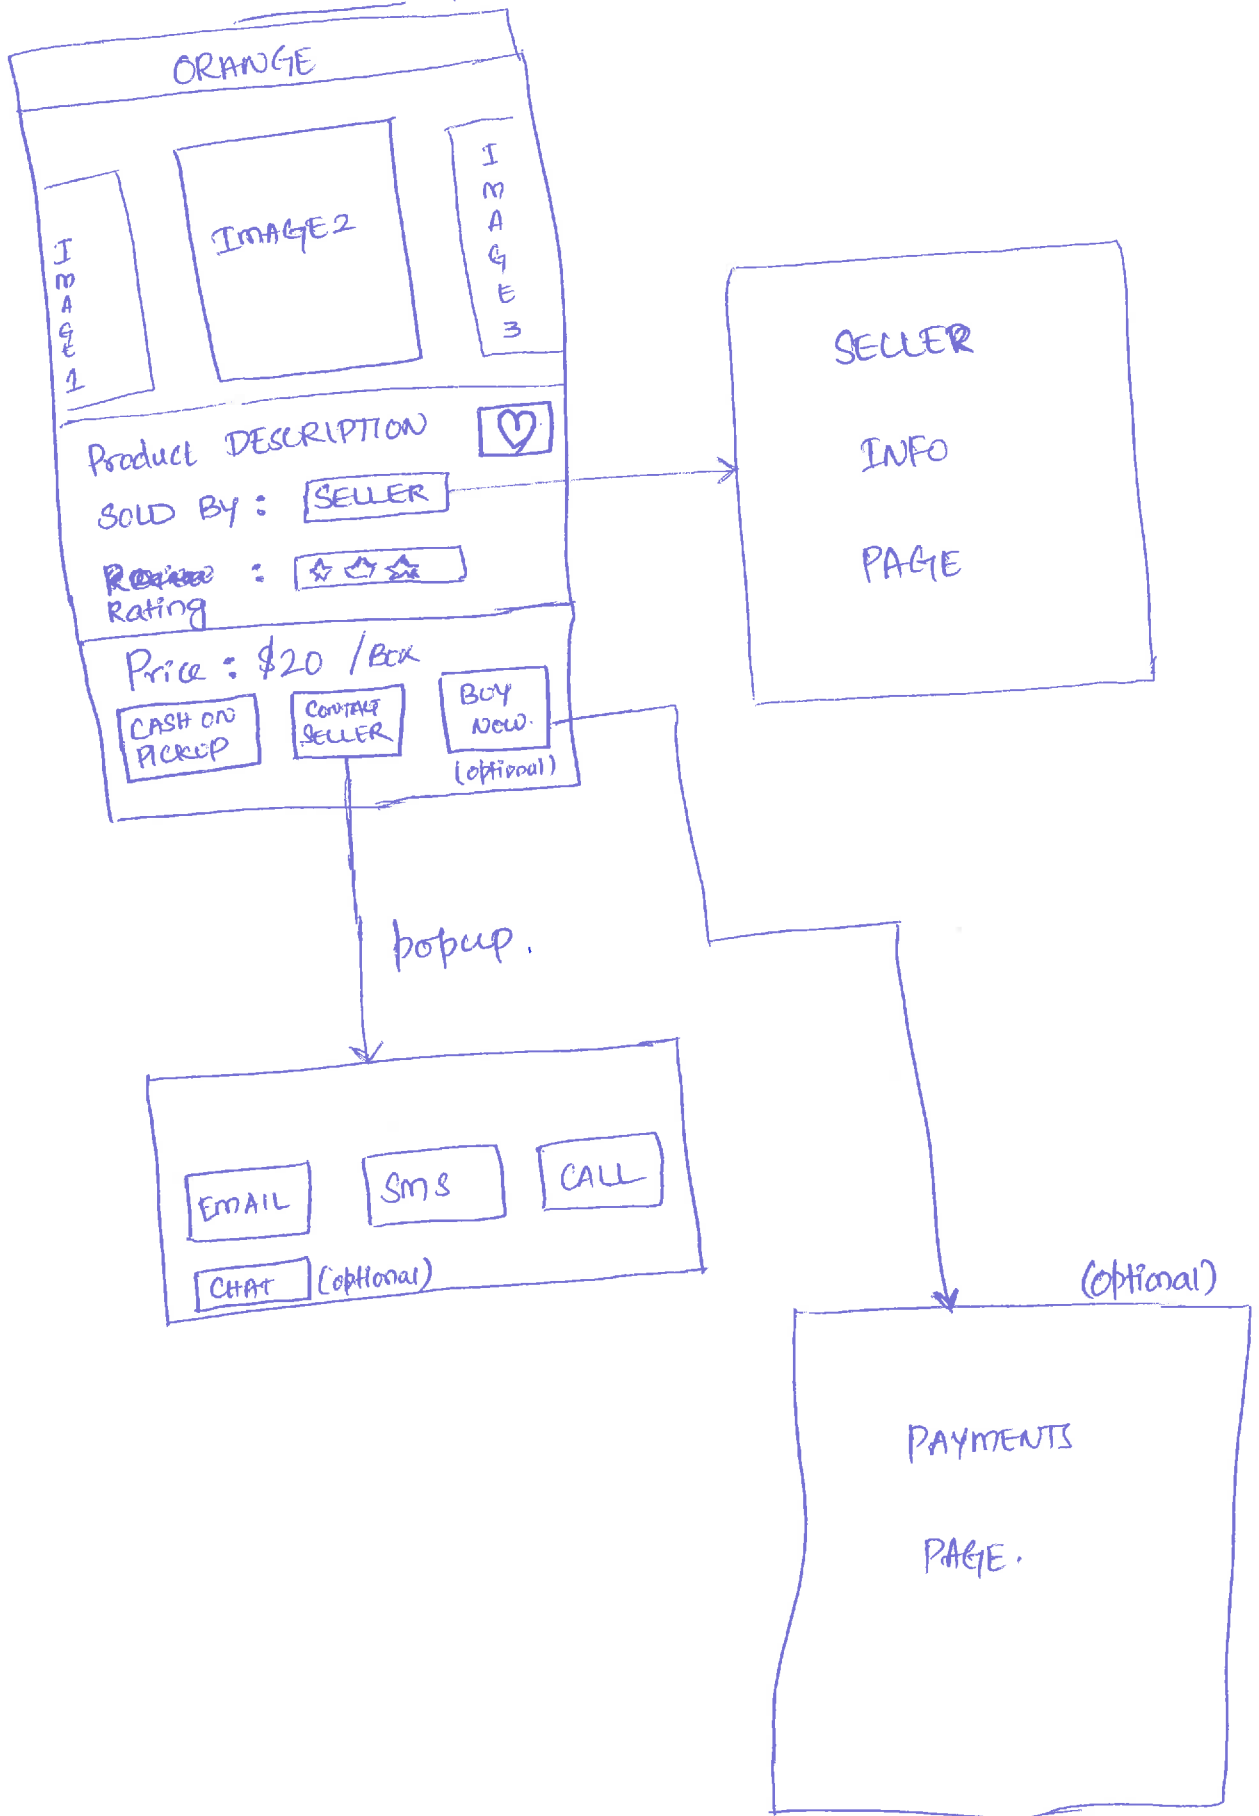 ORANGE
IMAGE 1
IMAGE2
IMAGE 3
Product DESCRIPTION
SOLD By : SELLER
:
Rating
Price : $20 /Box
CASH ON
PICKUP
CONTACT
SELLER
BUY
NOW.
(optional)
SELLER
INFO
PAGE
popup.
EMAIL
SMS
CALL
CHAT (optional)
(optional)
PAYMENTS
PAGE.